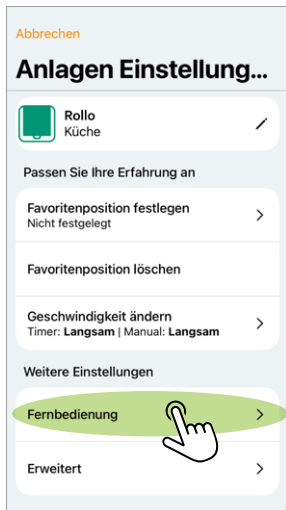 Abbrechen
Anlagen Einstellung...
Rollo
Küche
Passen Sie Ihre Erfahrung an
Favoritenposition festlegen
Nicht festgelegt
Favoritenposition löschen
Geschwindigkeit ändern
Timer: Langsam | Manual: Langsam
Weitere Einstellungen
Fernbedienung
Erweitert